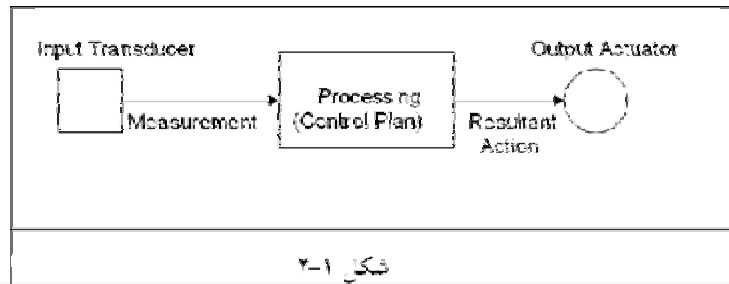 Input Transducer
Output Actuator
Processing
(Control Plan)
Measurement
Resultant
Action
شکل ۱-۲